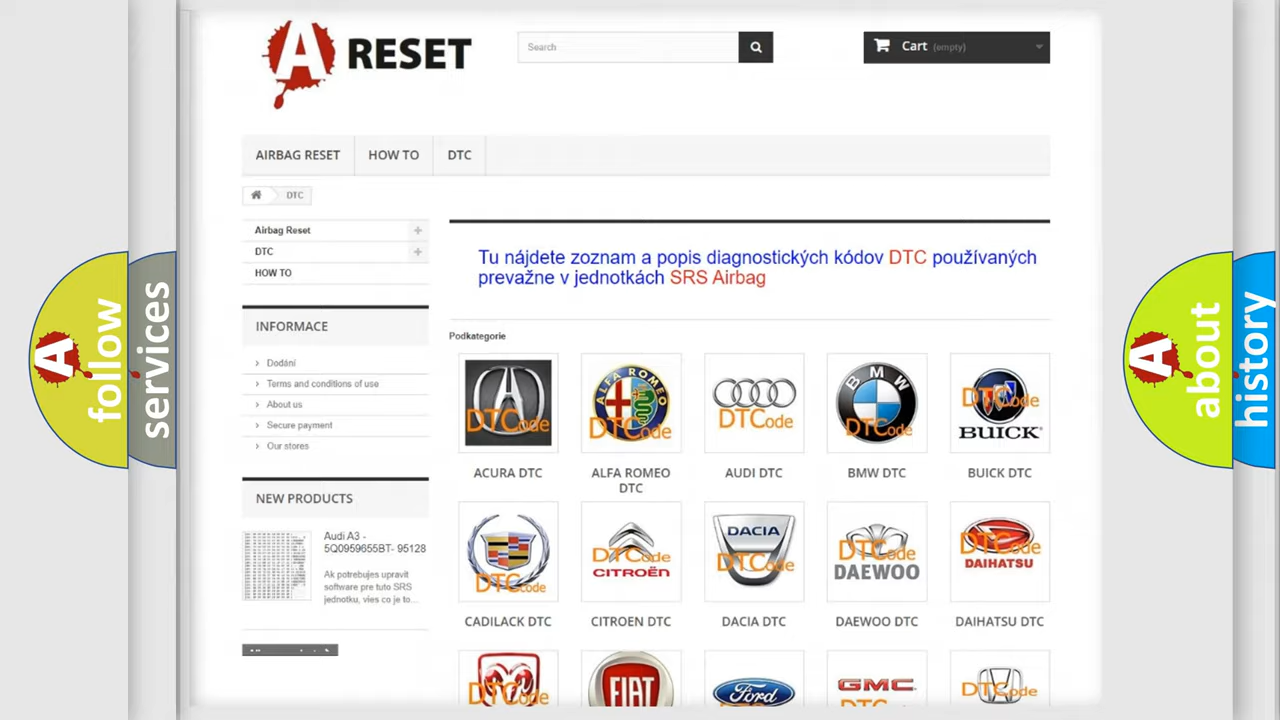 A RESET
Search
Cart (empty)
AIRBAG RESET
HOW TO
DTC
DTC
Airbag Reset
DTC
HOW TO
INFORMACE
Dodání
Terms and conditions of use
About us
Secure payment
Our stores
NEW PRODUCTS
Audi A3 -
5Q0959655BT- 95128
Ak potrebujes upravit
software pre tuto SRS
jednotku, vies co je to...
Tu nájdete zoznam a popis diagnostických kódov DTC používaných
prevažne v jednotkách SRS Airbag
Podkategorie
DTCode
ALFA ROMEO
DTCode
DTCode
BMW
DTCode
DTCode
BUICK
ACURA DTC
ALFA ROMEO
DTC
AUDI DTC
BMW DTC
BUICK DTC
DTCode
DTCode
CITROËN
DACIA
DTCode
DTCode
DAEWOO
DTCode
DAIHATSU
CADILACK DTC
CITROEN DTC
DACIA DTC
DAEWOO DTC
DAIHATSU DTC
DTCode
FIAT
Ford
GMC
DTCode
A follow
services
A about
history